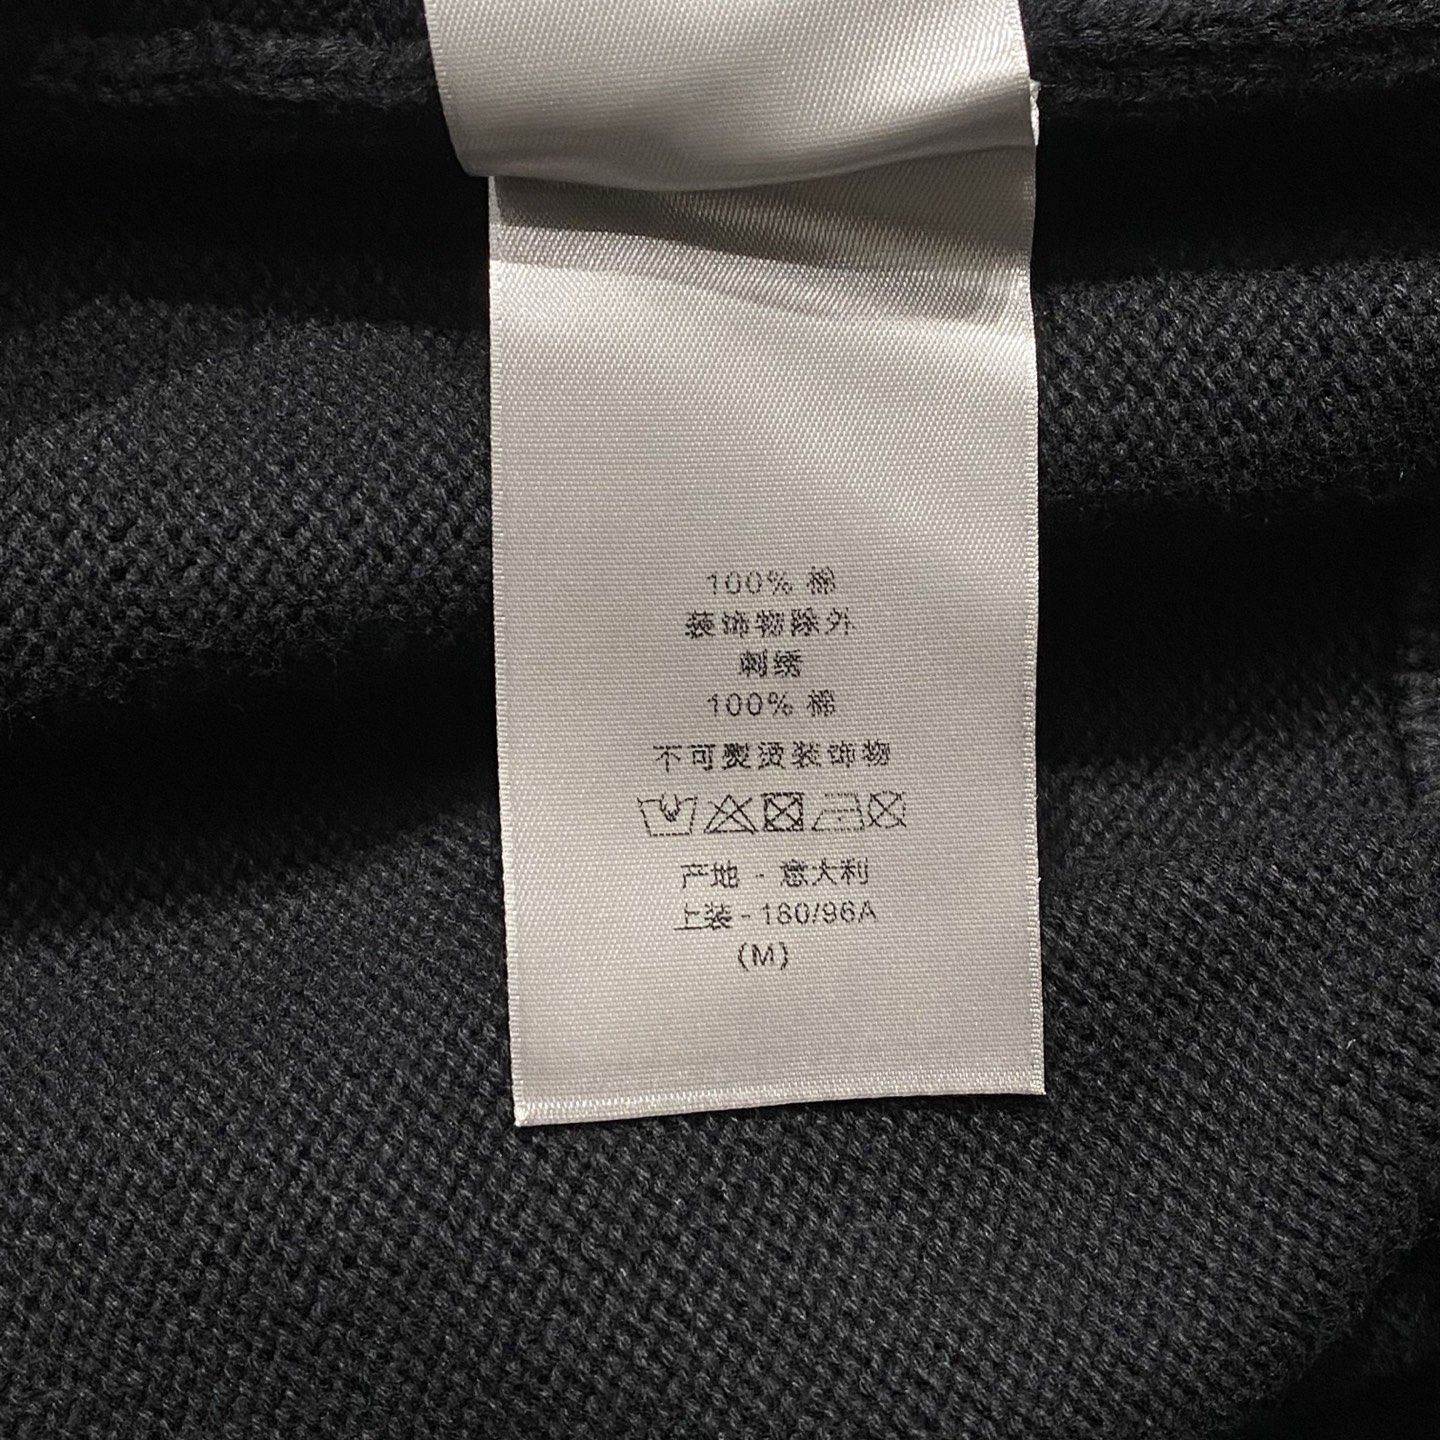 100% 棉
装饰物除外
刺绣
100% 棉
不可熨烫装饰物
产地 - 意大利
上装 - 180/96A
(M)